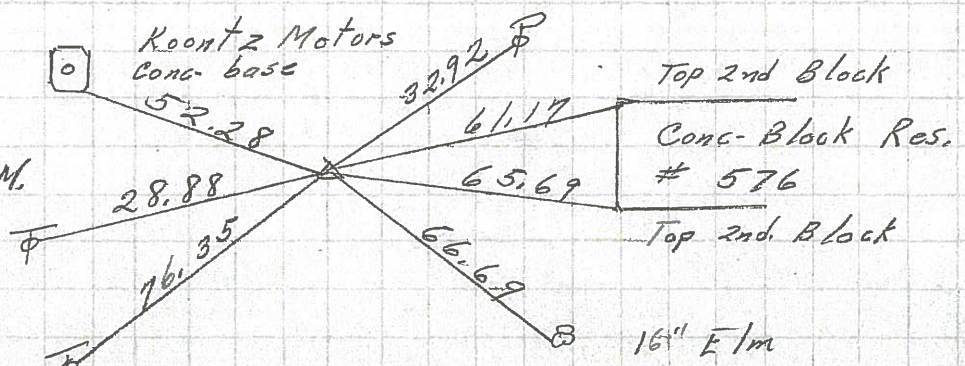 Koontz Motors
Conc- base
52.28
32.92
Top 2nd Block
61.17
Conc- Block Res.
# 576
65.69
M.
28.88
Top 2nd. Block
76.35
66.69
16" Elm